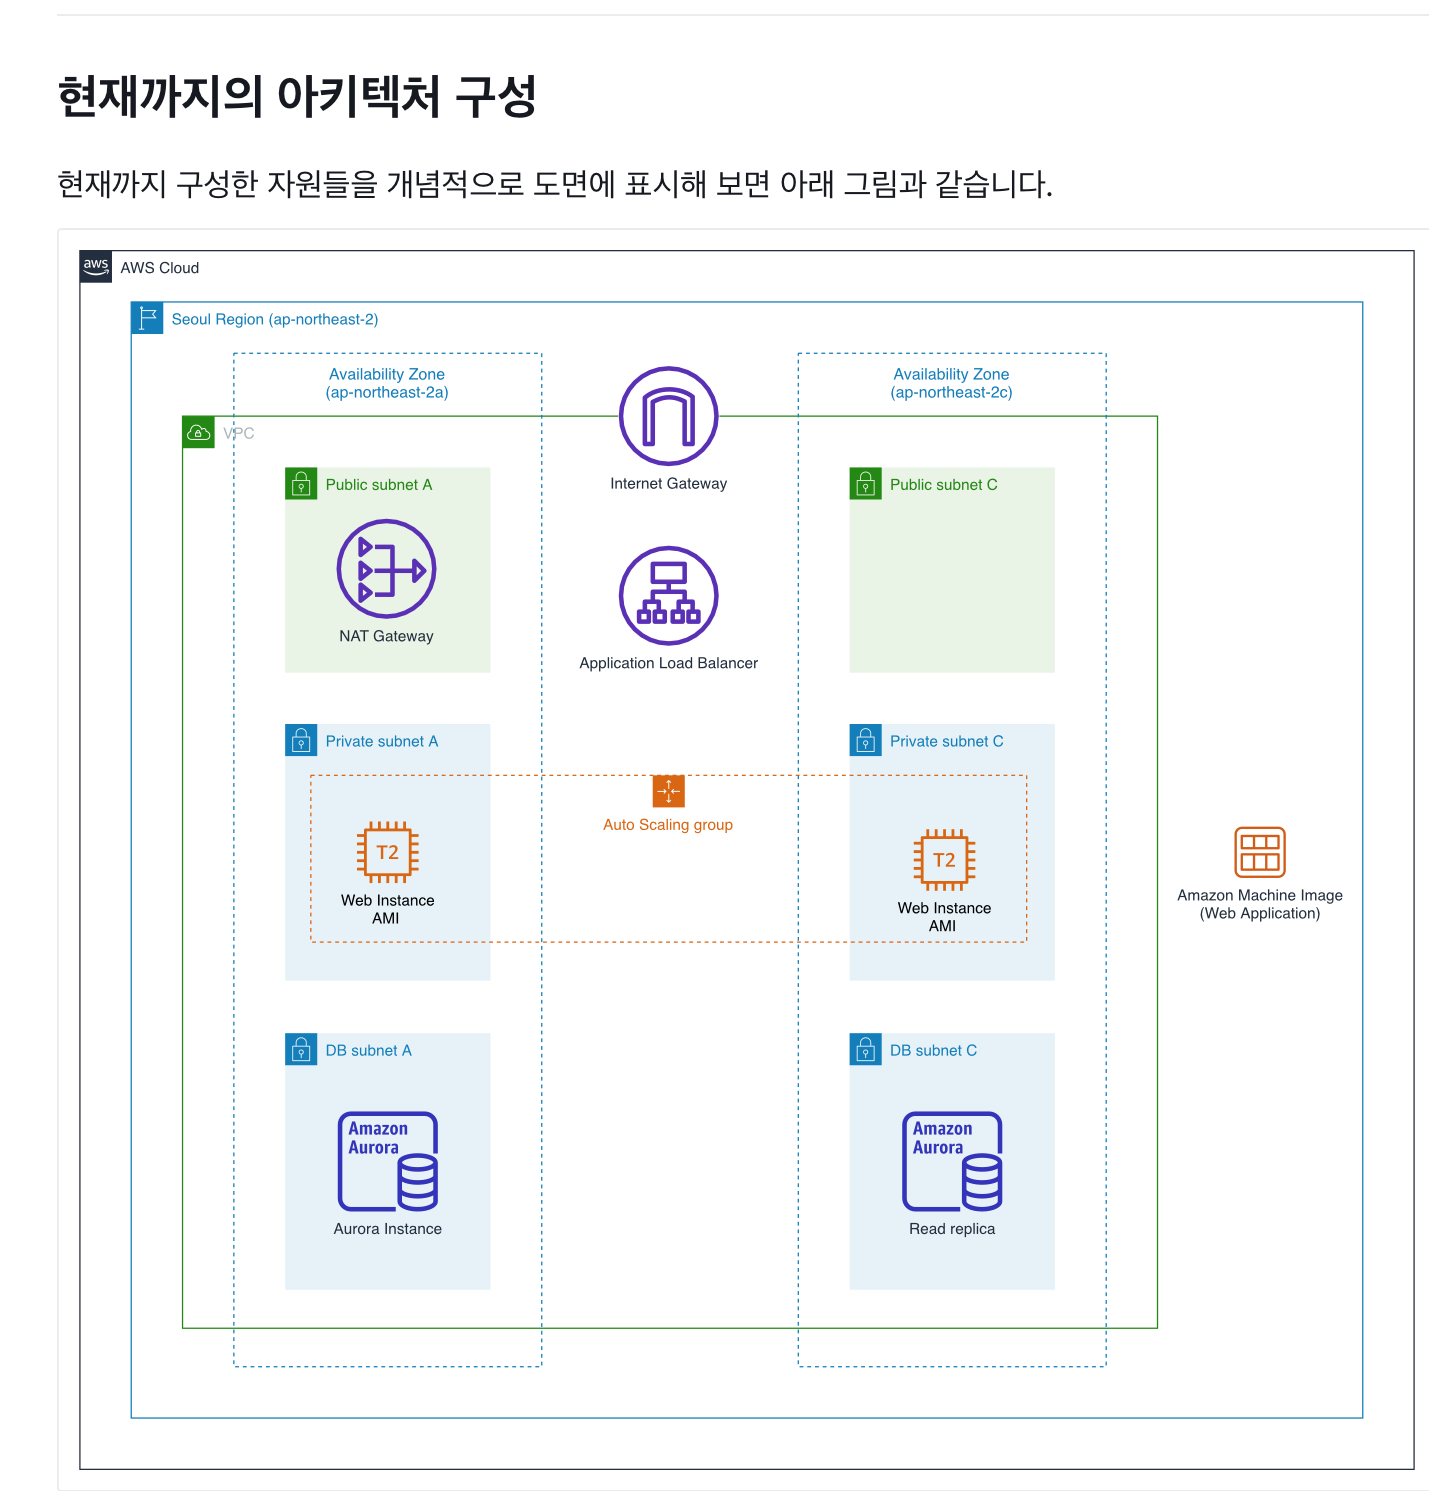 현재까지의 아키텍처 구성
현재까지 구성한 자원들을 개념적으로 도면에 표시해 보면 아래 그림과 같습니다.
aws
AWS Cloud
Seoul Region (ap-northeast-2)
Availability Zone
(ap-northeast-2a)
Availability Zone
(ap-northeast-2c)
VPC
Internet Gateway
Public subnet A
Public subnet C
NAT Gateway
Application Load Balancer
Private subnet A
Private subnet C
Auto Scaling group
T2
Web Instance
AMI
T2
Web Instance
AMI
Amazon Machine Image
(Web Application)
DB subnet A
DB subnet C
Amazon
Aurora
Aurora Instance
Amazon
Aurora
Read replica